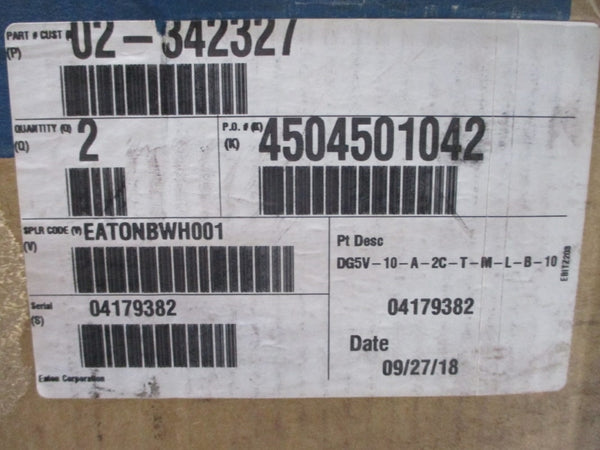 PART # CUST #
(P)
02-342327
QUANTITY (Q)
(Q)
2
P.O. # (K)
(K)
4504501042
SPLR CODE (V)
(V)
EATONBWH001
Pt Desc
DG5V-10-A-2C-T-M-L-B-10
Serial
(S)
04179382
04179382
Date
09/27/18
Eaton Corporation